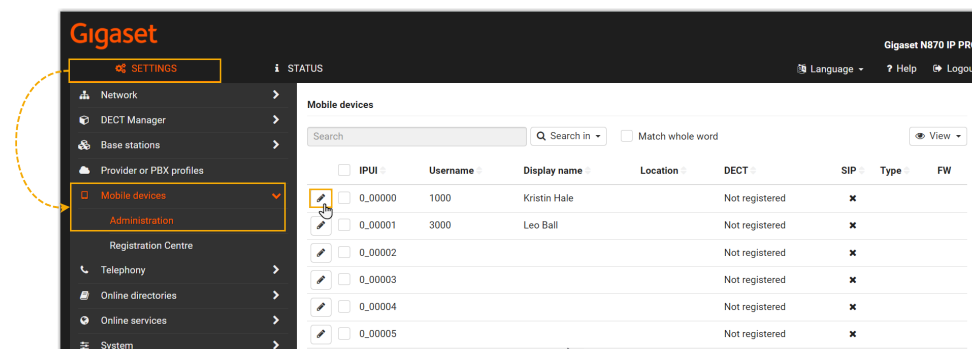 Gigaset
Gigaset N870 IP PRO
SETTINGS
STATUS
Language
? Help
Logou
Network
DECT Manager
Base stations
Provider or PBX profiles
Mobile devices
Administration
Registration Centre
Telephony
Online directories
Online services
System
Mobile devices
Search
Search in
Match whole word
View
IPUI Username Display name Location DECT SIP Type FW
0_00000 1000 Kristin Hale Not registered
0_00001 3000 Leo Ball Not registered
0_00002 Not registered
0_00003 Not registered
0_00004 Not registered
0_00005 Not registered